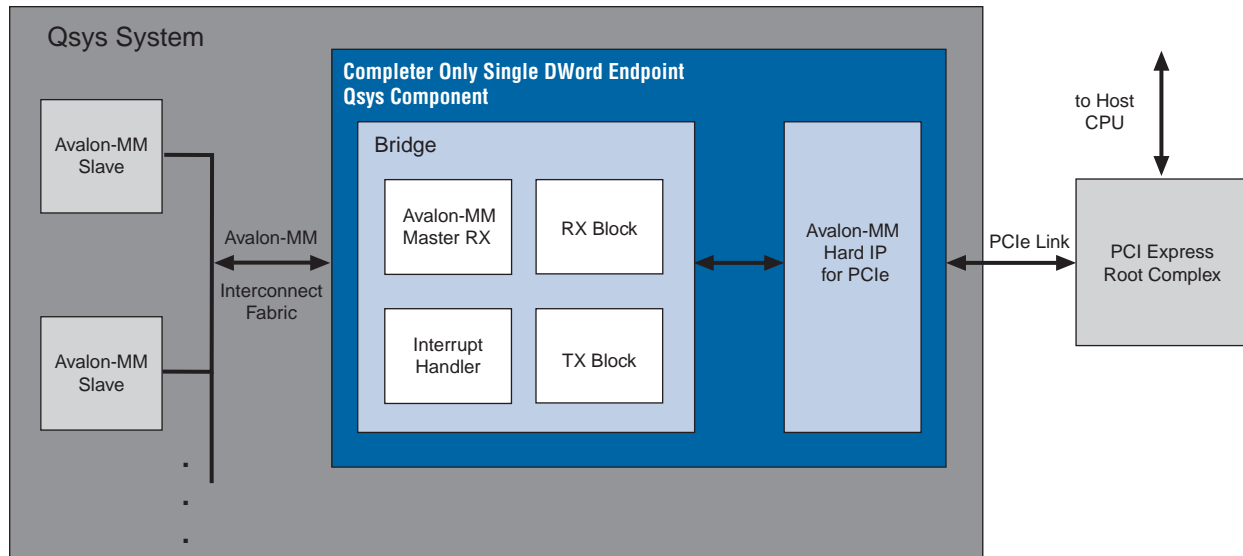 Qsys System
Completer Only Single DWord Endpoint
Qsys Component
to Host
CPU
Avalon-MM
Slave
Bridge
Avalon-MM
Master RX
RX Block
Avalon-MM
Interconnect
Fabric
Avalon-MM
Hard IP
for PCIe
PCIe Link
PCI Express
Root Complex
Interrupt
Handler
TX Block
Avalon-MM
Slave